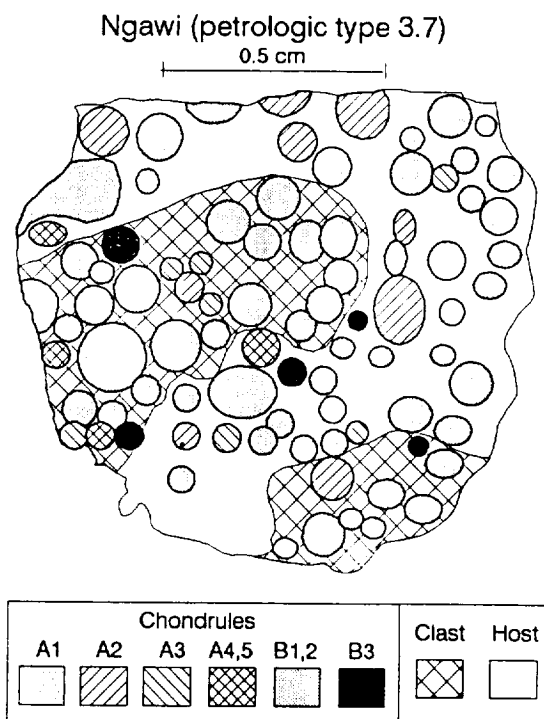 Ngawi (petrologic type 3.7)
0.5 cm
Chondrules
A1 A2 A3 A4,5 B1,2 B3
Clast Host